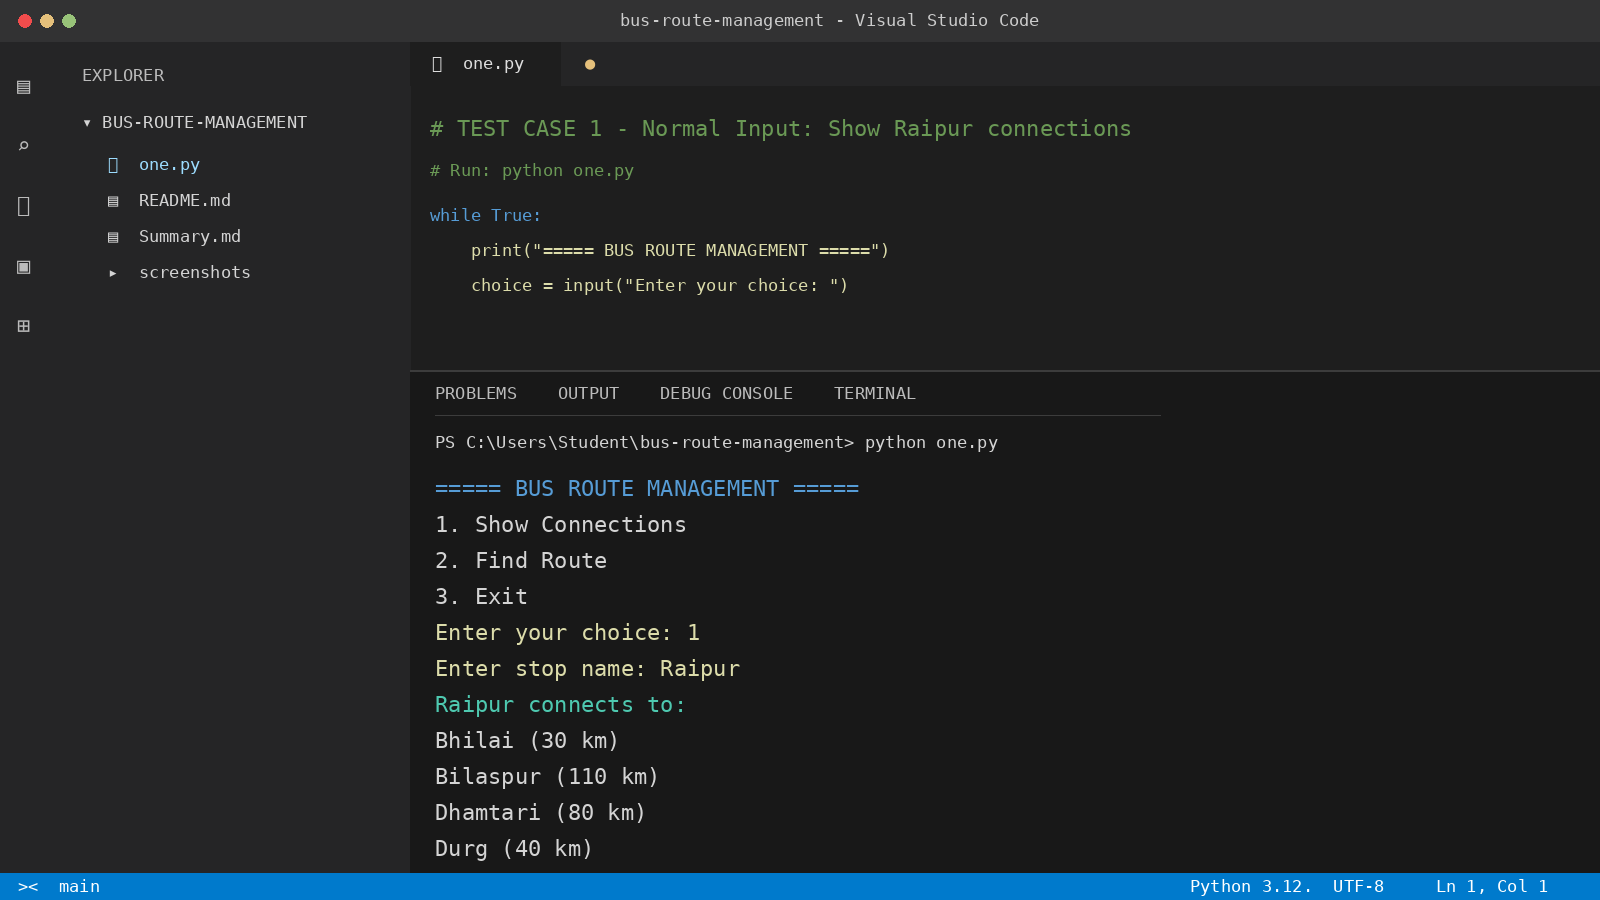 bus-route-management - Visual Studio Code
EXPLORER
BUS-ROUTE-MANAGEMENT
one.py
README.md
Summary.md
screenshots
one.py
# TEST CASE 1 - Normal Input: Show Raipur connections
# Run: python one.py
while True:
    print("===== BUS ROUTE MANAGEMENT =====")
    choice = input("Enter your choice: ")
PROBLEMS    OUTPUT    DEBUG CONSOLE    TERMINAL
PS C:\Users\Student\bus-route-management> python one.py
===== BUS ROUTE MANAGEMENT =====
1. Show Connections
2. Find Route
3. Exit
Enter your choice: 1
Enter stop name: Raipur
Raipur connects to:
Bhilai (30 km)
Bilaspur (110 km)
Dhamtari (80 km)
Durg (40 km)
>< main    Python 3.12.  UTF-8    Ln 1, Col 1